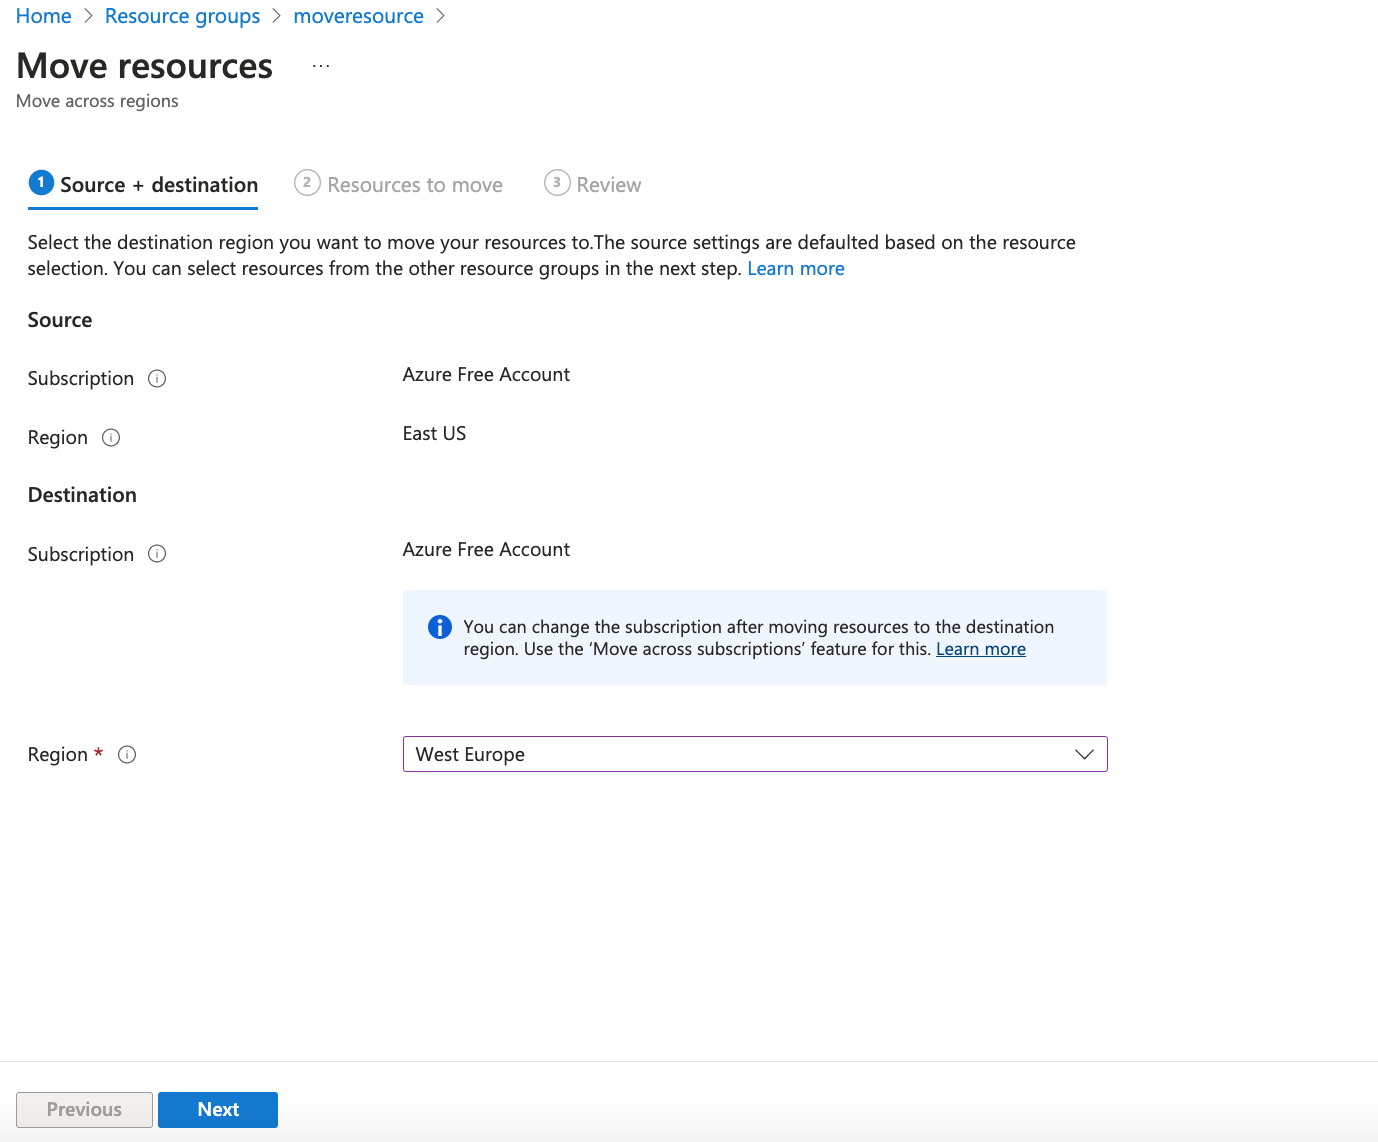 Home > Resource groups > moveresource >
Move resources ...
Move across regions
1 Source + destination
2 Resources to move
3 Review
Select the destination region you want to move your resources to.The source settings are defaulted based on the resource
selection. You can select resources from the other resource groups in the next step. Learn more
Source
Subscription
Azure Free Account
Region
East US
Destination
Subscription
Azure Free Account
You can change the subscription after moving resources to the destination
region. Use the ‘Move across subscriptions’ feature for this. Learn more
Region *
West Europe
Previous
Next